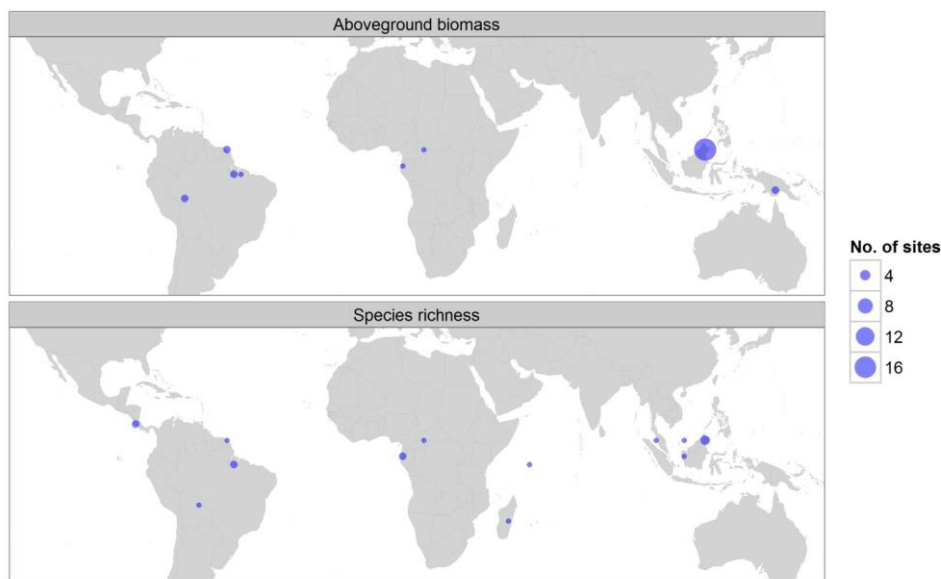 Aboveground biomass
Species richness
No. of sites
4
8
12
16